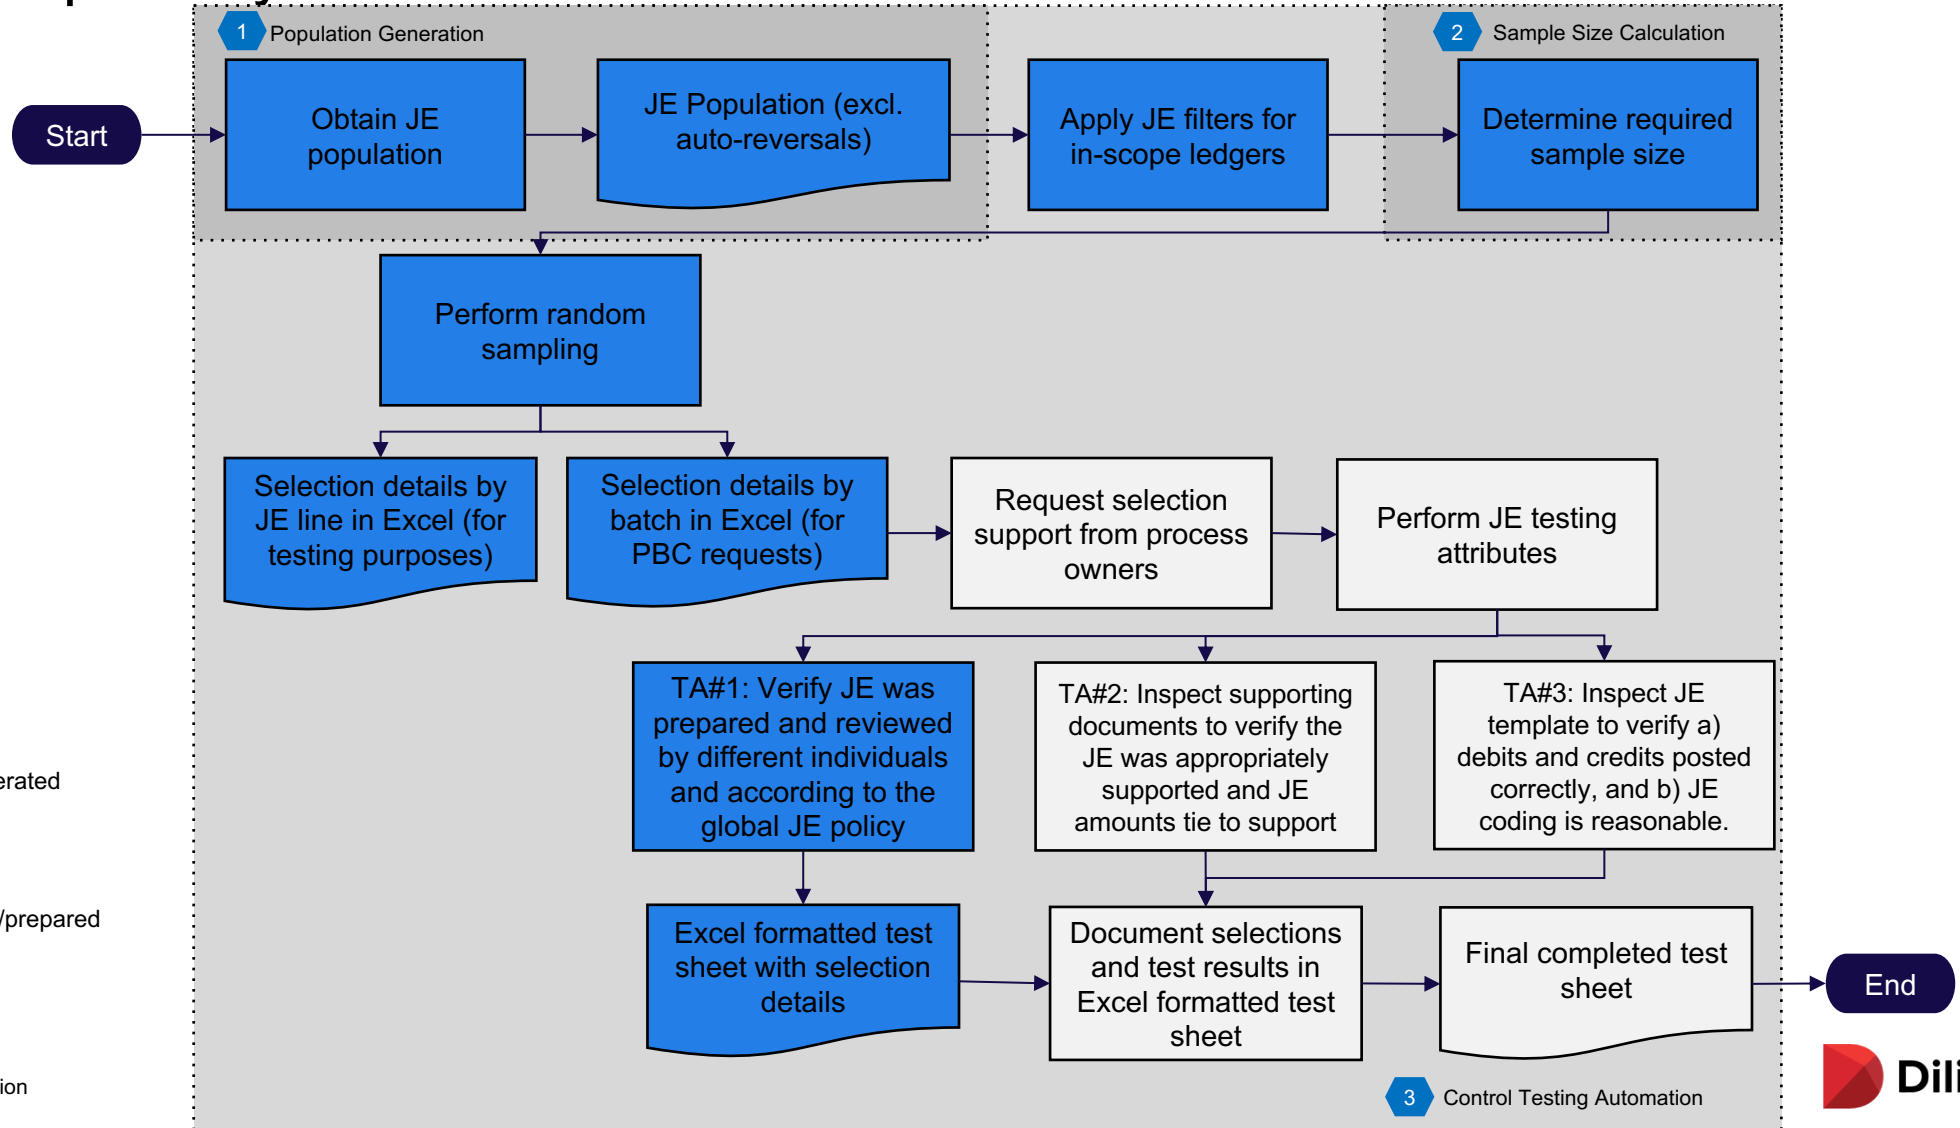 1 Population Generation
2 Sample Size Calculation
Start
Obtain JE
population
JE Population (excl.
auto-reversals)
Apply JE filters for
in-scope ledgers
Determine required
sample size
Perform random
sampling
Selection details by
JE line in Excel (for
testing purposes)
Selection details by
batch in Excel (for
PBC requests)
Request selection
support from process
owners
Perform JE testing
attributes
TA#1: Verify JE was
prepared and reviewed
by different individuals
and according to the
global JE policy
TA#2: Inspect supporting
documents to verify the
JE was appropriately
supported and JE
amounts tie to support
TA#3: Inspect JE
template to verify a)
debits and credits posted
correctly, and b) JE
coding is reasonable.
erated
/prepared
Excel formatted test
sheet with selection
details
Document selections
and test results in
Excel formatted test
sheet
Final completed test
sheet
End
tion
3 Control Testing Automation
Dili